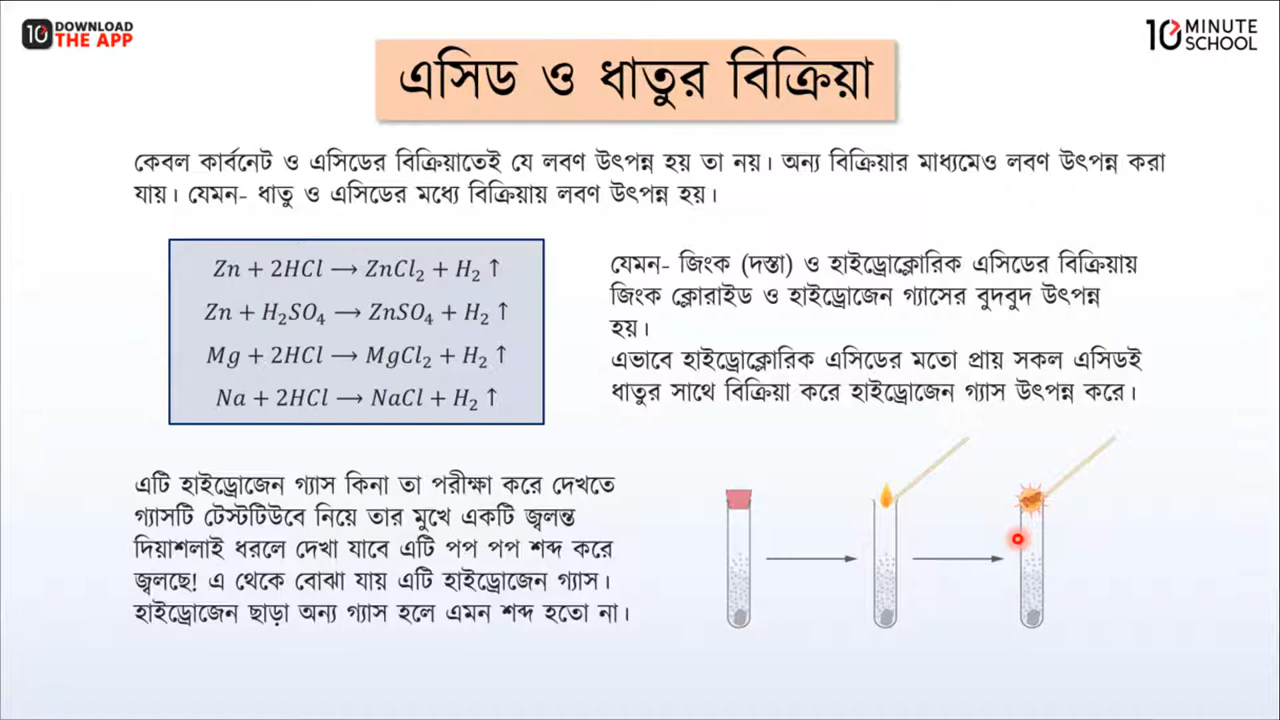 DOWNLOAD
THE APP
10 MINUTE
SCHOOL
এসিড ও ধাতুর বিক্রিয়া
কেবল কার্বনেট ও এসিডের বিক্রিয়াতেই যে লবণ উৎপন্ন হয় তা নয়। অন্য বিক্রিয়ার মাধ্যমেও লবণ উৎপন্ন করা
যায়। যেমন- ধাতু ও এসিডের মধ্যে বিক্রিয়ায় লবণ উৎপন্ন হয়।
Zn + 2HCl ⟶ ZnCl₂ + H₂ ↑
Zn + H₂SO₄ ⟶ ZnSO₄ + H₂ ↑
Mg + 2HCl ⟶ MgCl₂ + H₂ ↑
Na + 2HCl ⟶ NaCl + H₂ ↑
যেমন- জিংক (দস্তা) ও হাইড্রোক্লোরিক এসিডের বিক্রিয়ায়
জিংক ক্লোরাইড ও হাইড্রোজেন গ্যাসের বুদবুদ উৎপন্ন
হয়।
এভাবে হাইড্রোক্লোরিক এসিডের মতো প্রায় সকল এসিডই
ধাতুর সাথে বিক্রিয়া করে হাইড্রোজেন গ্যাস উৎপন্ন করে।
এটি হাইড্রোজেন গ্যাস কিনা তা পরীক্ষা করে দেখতে
গ্যাসটি টেস্টটিউবে নিয়ে তার মুখে একটি জ্বলন্ত
দিয়াশলাই ধরলে দেখা যাবে এটি পপ পপ শব্দ করে
জ্বলছে! এ থেকে বোঝা যায় এটি হাইড্রোজেন গ্যাস।
হাইড্রোজেন ছাড়া অন্য গ্যাস হলে এমন শব্দ হতো না।